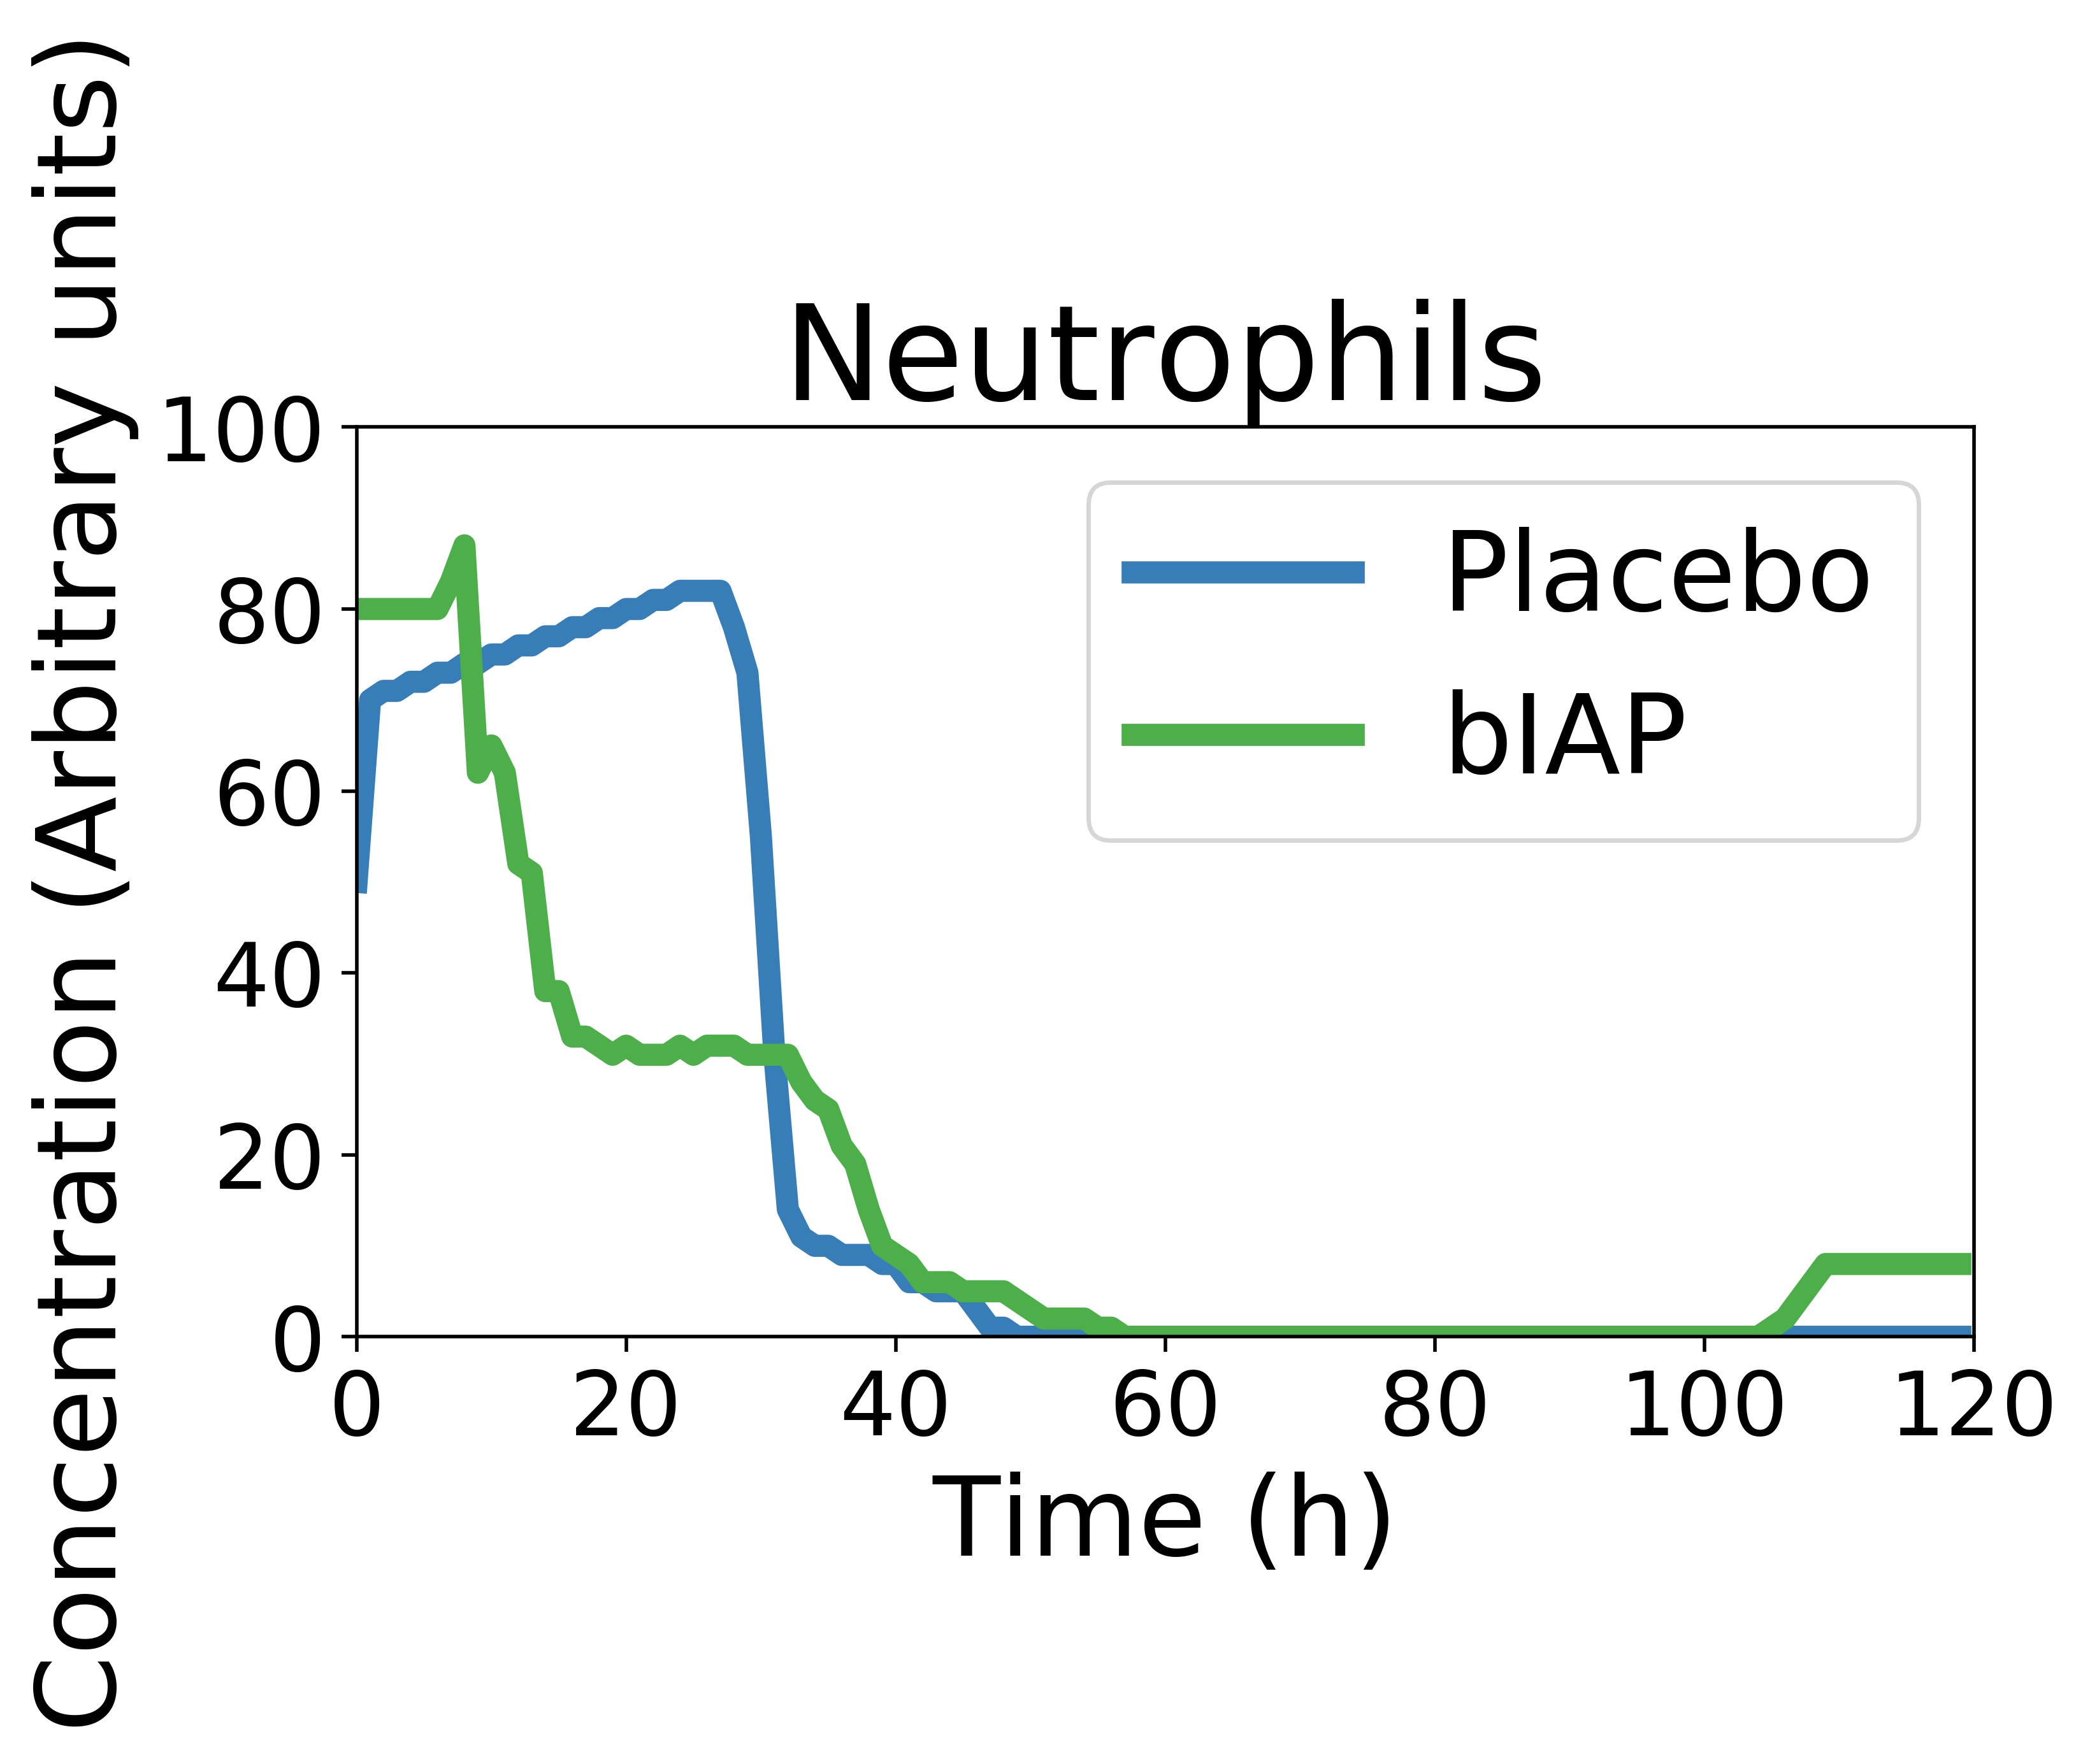 Neutrophils
Concentration (Arbitrary units)
100
80
60
40
20
0
Placebo
bIAP
0 20 40 60 80 100 120
Time (h)